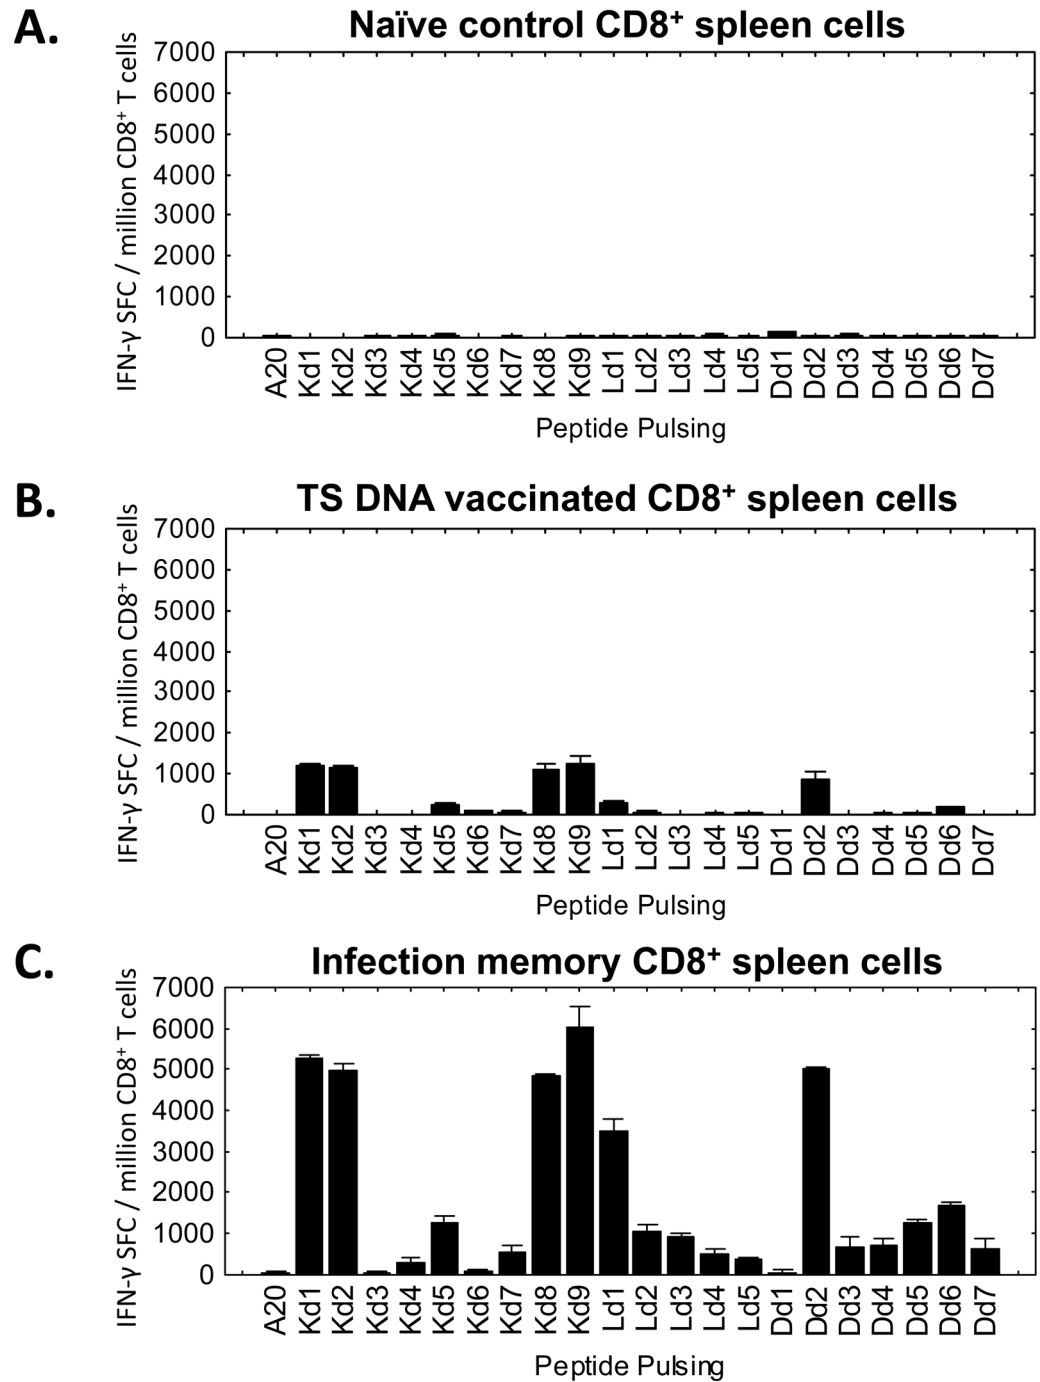 A.
Naïve control CD8⁺ spleen cells
IFN-γ SFC / million CD8⁺ T cells
7000
6000
5000
4000
3000
2000
1000
0
A20 Kd1 Kd2 Kd3 Kd4 Kd5 Kd6 Kd7 Kd8 Kd9 Ld1 Ld2 Ld3 Ld4 Ld5 Dd1 Dd2 Dd3 Dd4 Dd5 Dd6 Dd7
Peptide Pulsing
B.
TS DNA vaccinated CD8⁺ spleen cells
IFN-γ SFC / million CD8⁺ T cells
7000
6000
5000
4000
3000
2000
1000
0
A20 Kd1 Kd2 Kd3 Kd4 Kd5 Kd6 Kd7 Kd8 Kd9 Ld1 Ld2 Ld3 Ld4 Ld5 Dd1 Dd2 Dd3 Dd4 Dd5 Dd6 Dd7
Peptide Pulsing
C.
Infection memory CD8⁺ spleen cells
IFN-γ SFC / million CD8⁺ T cells
7000
6000
5000
4000
3000
2000
1000
0
A20 Kd1 Kd2 Kd3 Kd4 Kd5 Kd6 Kd7 Kd8 Kd9 Ld1 Ld2 Ld3 Ld4 Ld5 Dd1 Dd2 Dd3 Dd4 Dd5 Dd6 Dd7
Peptide Pulsing